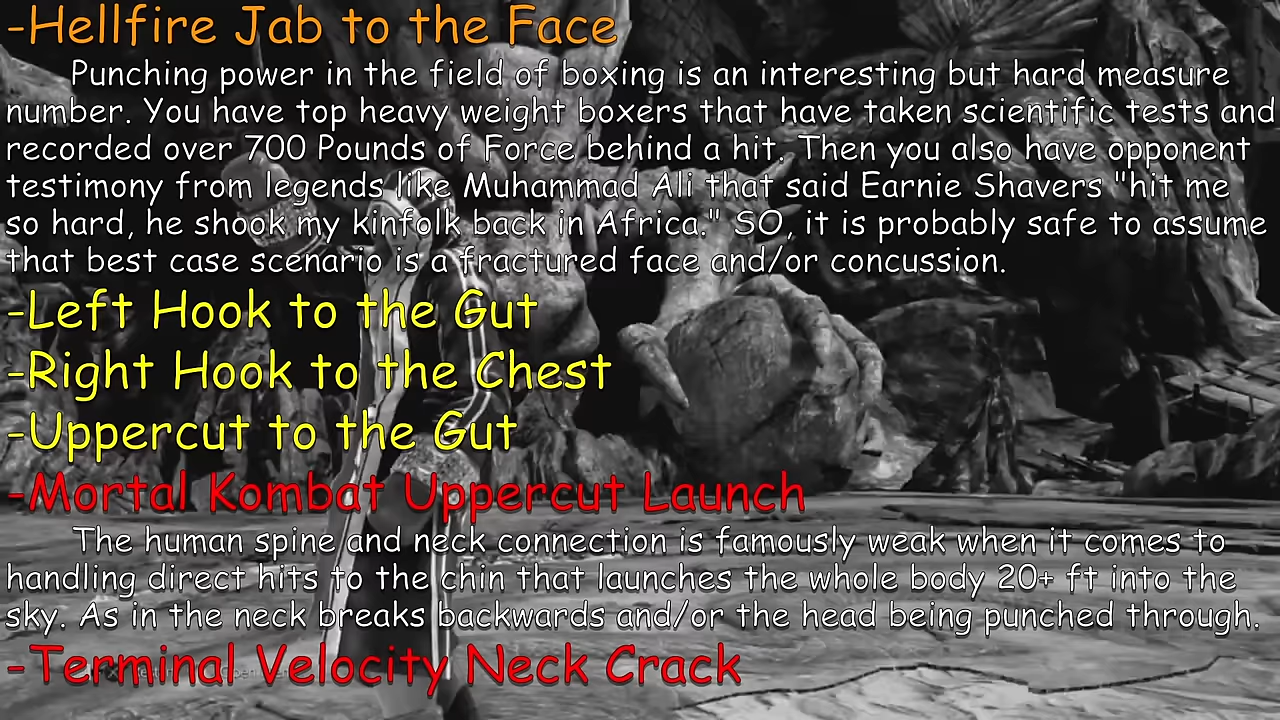 -Hellfire Jab to the Face
Punching power in the field of boxing is an interesting but hard measure
number. You have top heavy weight boxers that have taken scientific tests and
recorded over 700 Pounds of Force behind a hit. Then you also have opponent
testimony from legends like Muhammad Ali that said Earnie Shavers "hit me
so hard, he shook my kinfolk back in Africa." SO, it is probably safe to assume
that best case scenario is a fractured face and/or concussion.
-Left Hook to the Gut
-Right Hook to the Chest
-Uppercut to the Gut
-Mortal Kombat Uppercut Launch
The human spine and neck connection is famously weak when it comes to
handling direct hits to the chin that launches the whole body 20+ ft into the
sky. As in the neck breaks backwards and/or the head being punched through.
-Terminal Velocity Neck Crack